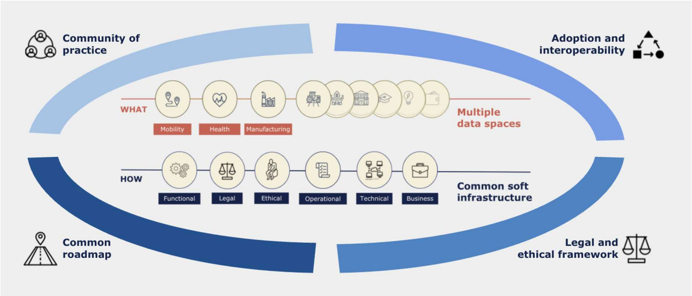 Community of
practice
Adoption and
interoperability
WHAT
Mobility
Health
Manufacturing
Multiple
data spaces
HOW
Functional
Legal
Ethical
Operational
Technical
Business
Common soft
infrastructure
Common
roadmap
Legal and
ethical framework